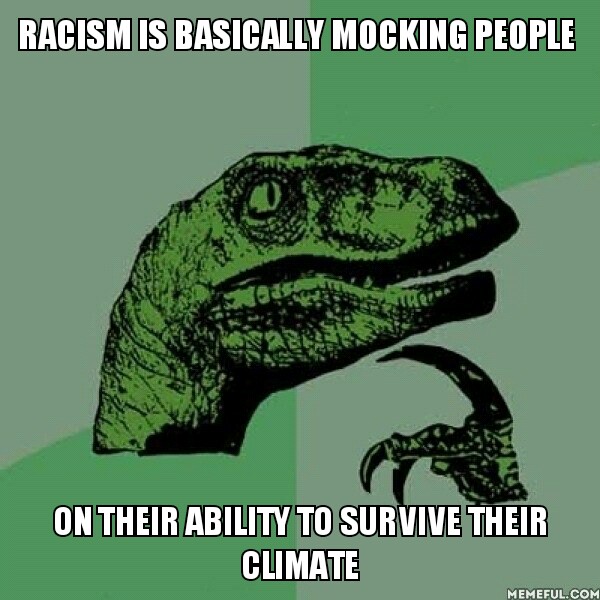 RACISM IS BASICALLY MOCKING PEOPLE
ON THEIR ABILITY TO SURVIVE THEIR
CLIMATE
MEMEFUL.COM